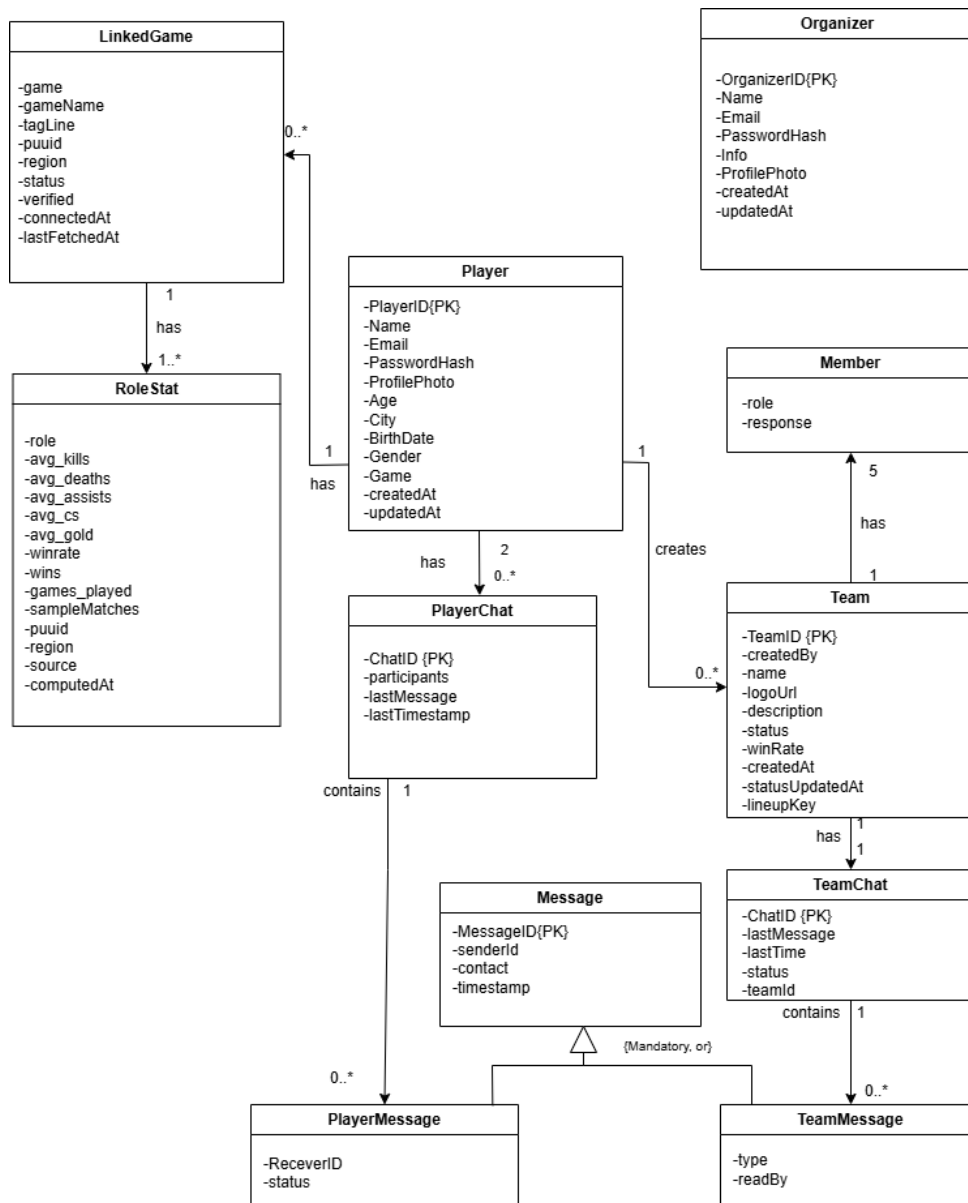 LinkedGame
-game
-gameName
-tagLine
-puuid
-region
-status
-verified
-connectedAt
-lastFetchedAt
Organizer
-OrganizerID{PK}
-Name
-Email
-PasswordHash
-Info
-ProfilePhoto
-createdAt
-updatedAt
0..*
1
has
1..*
RoleStat
-role
-avg_kills
-avg_deaths
-avg_assists
-avg_cs
-avg_gold
-winrate
-wins
-games_played
-sampleMatches
-puuid
-region
-source
-computedAt
Player
-PlayerID{PK}
-Name
-Email
-PasswordHash
-ProfilePhoto
-Age
-City
-BirthDate
-Gender
-Game
-createdAt
-updatedAt
1
has
1
creates
0..*
Member
-role
-response
5
has
1
2
has
0..*
PlayerChat
-ChatID {PK}
-participants
-lastMessage
-lastTimestamp
Team
-TeamID {PK}
-createdBy
-name
-logoUrl
-description
-status
-winRate
-createdAt
-statusUpdatedAt
-lineupKey
contains
1
1
has
1
TeamChat
-ChatID {PK}
-lastMessage
-lastTime
-status
-teamId
Message
-MessageID{PK}
-senderId
-contact
-timestamp
contains
1
{Mandatory, or}
0..*
0..*
PlayerMessage
-ReceverID
-status
TeamMessage
-type
-readBy